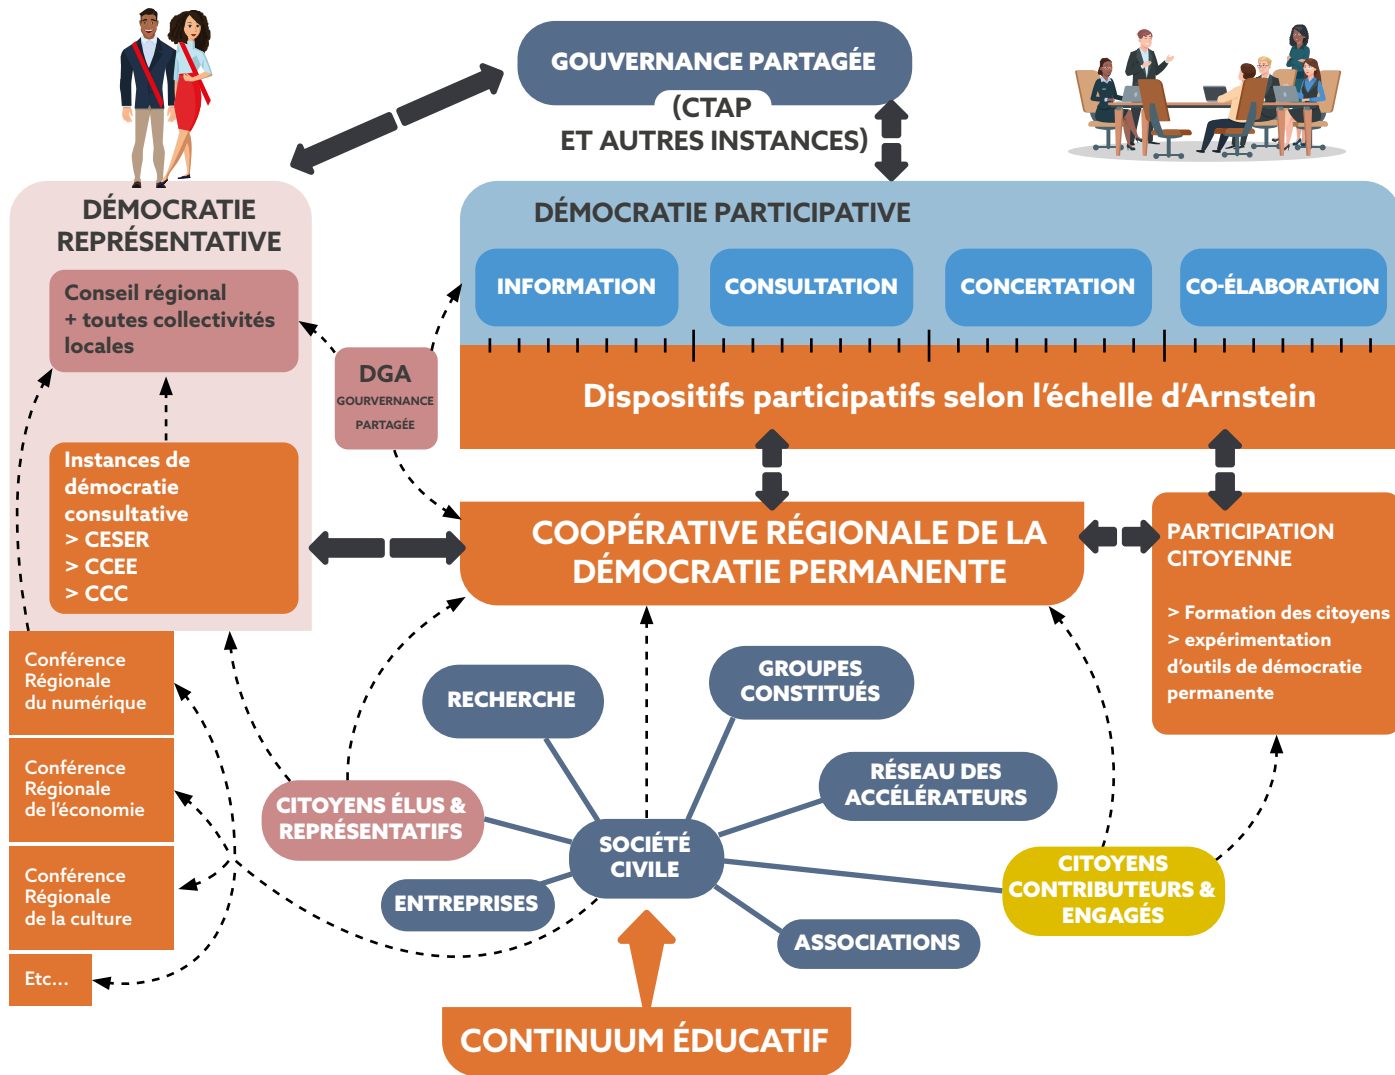 GOUVERNANCE PARTAGÉE
(CTAP
ET AUTRES INSTANCES)
DÉMOCRATIE
REPRÉSENTATIVE
Conseil régional
+ toutes collectivités
locales
Instances de
démocratie
consultative
> CESER
> CCEE
> CCC
DGA
GOURVERNANCE
PARTAGÉE
DÉMOCRATIE PARTICIPATIVE
INFORMATION
CONSULTATION
CONCERTATION
CO-ÉLABORATION
Dispositifs participatifs selon l'échelle d'Arnstein
COOPÉRATIVE RÉGIONALE DE LA
DÉMOCRATIE PERMANENTE
PARTICIPATION
CITOYENNE
> Formation des citoyens
> expérimentation
d'outils de démocratie
permanente
Conférence
Régionale
du numérique
Conférence
Régionale
de l'économie
Conférence
Régionale
de la culture
Etc...
RECHERCHE
GROUPES
CONSTITUÉS
RÉSEAU DES
ACCÉLÉRATEURS
CITOYENS ÉLUS &
REPRÉSENTATIFS
SOCIÉTÉ
CIVILE
ENTREPRISES
CITOYENS
CONTRIBUTEURS &
ENGAGÉS
ASSOCIATIONS
CONTINUUM ÉDUCATIF